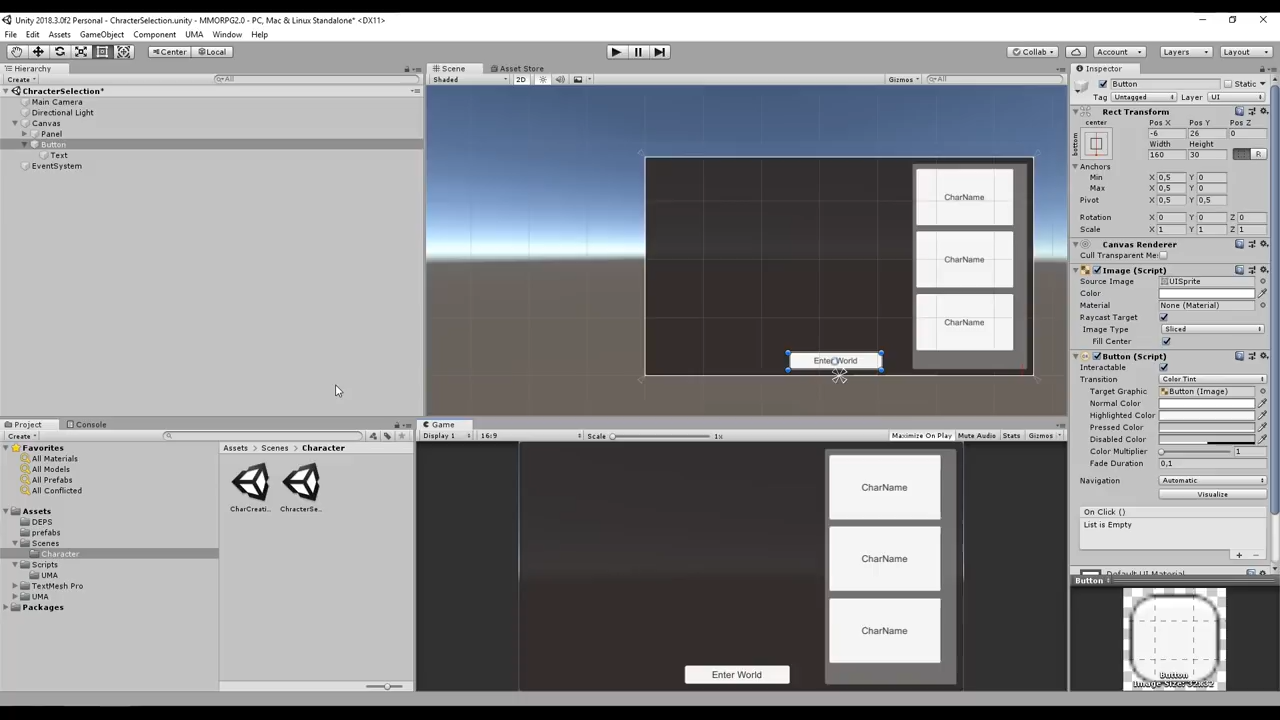 Unity 2018.3.0f2 Personal - ChracterSelection.unity - MMORPG2.0 - PC, Mac & Linux Standalone* <DX11>
File Edit Assets GameObject Component UMA Window Help
Center Local Collab Account Layers Layout
Hierarchy
Create All
ChracterSelection*
Main Camera
Directional Light
Canvas
Panel
Button
Text
EventSystem
Scene Asset Store
Shaded 2D Gizmos All
CharName
CharName
CharName
Enter World
Inspector
Button Static
Tag Untagged Layer UI
Rect Transform
center
bottom
Pos X Pos Y Pos Z
-6 26 0
Width Height
160 30
R
Anchors
Min X 0,5 Y 0
Max X 0,5 Y 0
Pivot X 0,5 Y 0,5
Rotation X 0 Y 0 Z 0
Scale X 1 Y 1 Z 1
Canvas Renderer
Cull Transparent Me
Image (Script)
Source Image UISprite
Color
Material None (Material)
Raycast Target
Image Type Sliced
Fill Center
Button (Script)
Interactable
Transition Color Tint
Target Graphic Button (Image)
Normal Color
Highlighted Color
Pressed Color
Disabled Color
Color Multiplier 1
Fade Duration 0,1
Navigation Automatic
Visualize
On Click ()
List is Empty
Default UI Material
Button
Button
Image Size: 32x32
Project Console
Create
Favorites
All Materials
All Models
All Prefabs
All Conflicted
Assets
DEPS
prefabs
Scenes
Character
Scripts
UMA
TextMesh Pro
UMA
Packages
Assets Scenes Character
CharCreati... ChracterSe...
Game
Display 1 16:9 Scale 1x Maximize On Play Mute Audio Stats Gizmos
CharName
CharName
CharName
Enter World